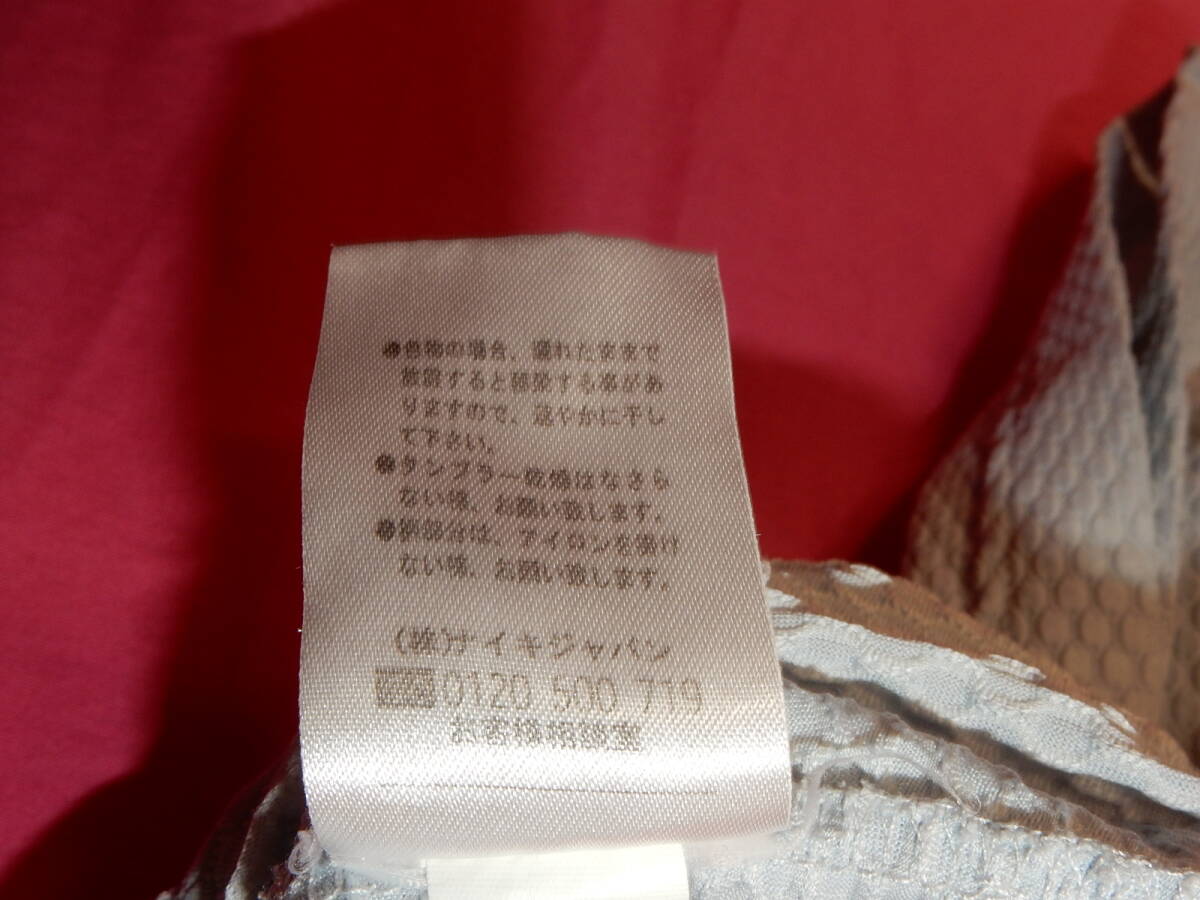 ●色物の場合、濡れたままで
放置すると移染する事があ
りますので、速やかに干し
て下さい。
●タンブラー乾燥はなさら
ない様、お願い致します。
●部分は、アイロンを掛け
ない様、お願い致します。
(株)ナイキジャパン
0120 500 719
お客様相談室